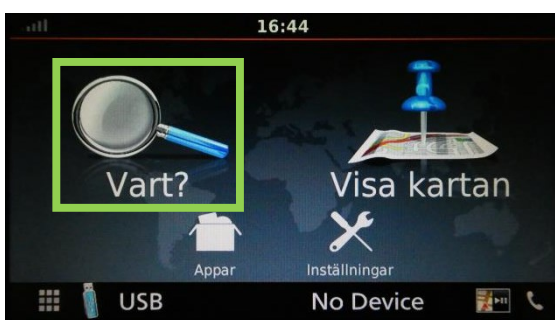 16:44
Vart? Visa kartan
Appar Inställningar
USB No Device